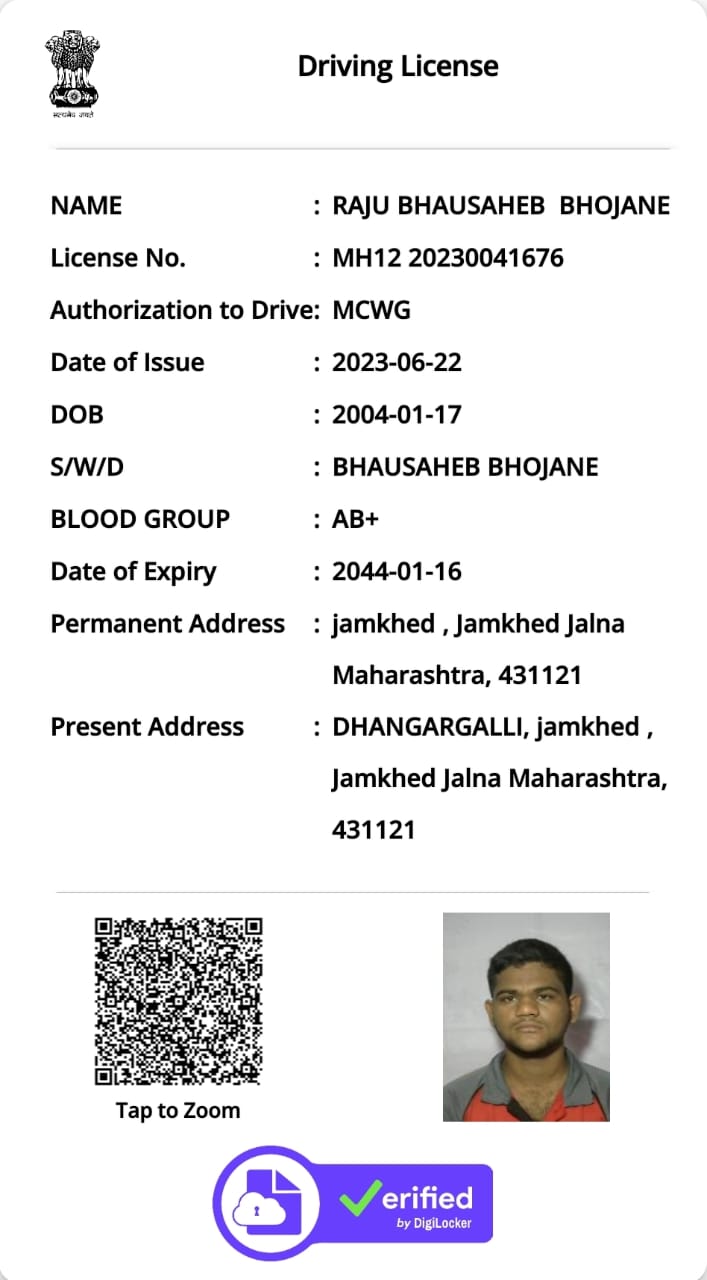 सत्यमेव जयते
Driving License
NAME : RAJU BHAUSAHEB BHOJANE
License No. : MH12 20230041676
Authorization to Drive: MCWG
Date of Issue : 2023-06-22
DOB : 2004-01-17
S/W/D : BHAUSAHEB BHOJANE
BLOOD GROUP : AB+
Date of Expiry : 2044-01-16
Permanent Address : jamkhed , Jamkhed Jalna
Maharashtra, 431121
Present Address : DHANGARGALLI, jamkhed ,
Jamkhed Jalna Maharashtra,
431121
Tap to Zoom
erified
by DigiLocker